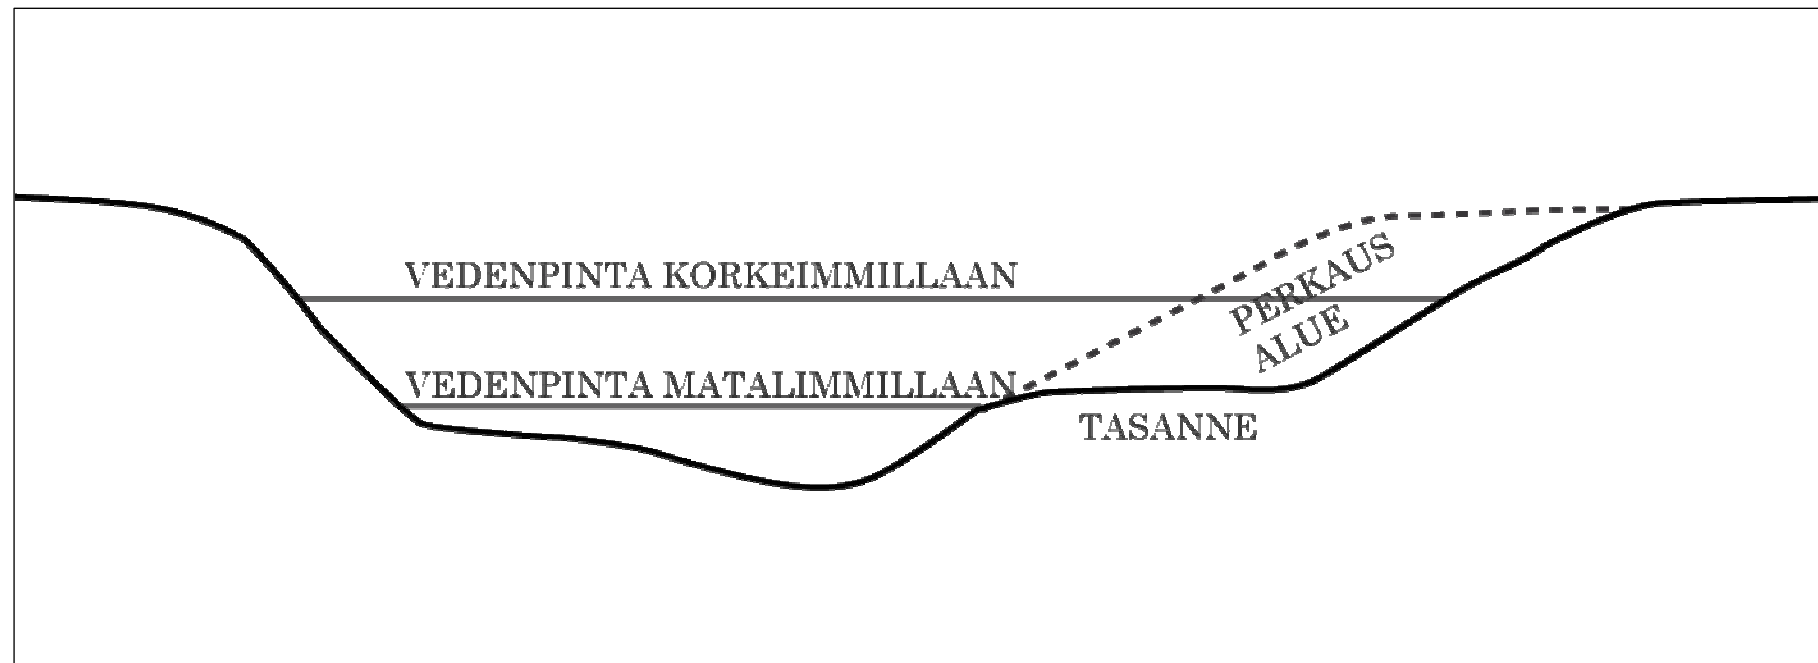 VEDENPINTA KORKEIMMILLAAN
PERKAUS
ALUE
VEDENPINTA MATALIMMILLAAN
TASANNE